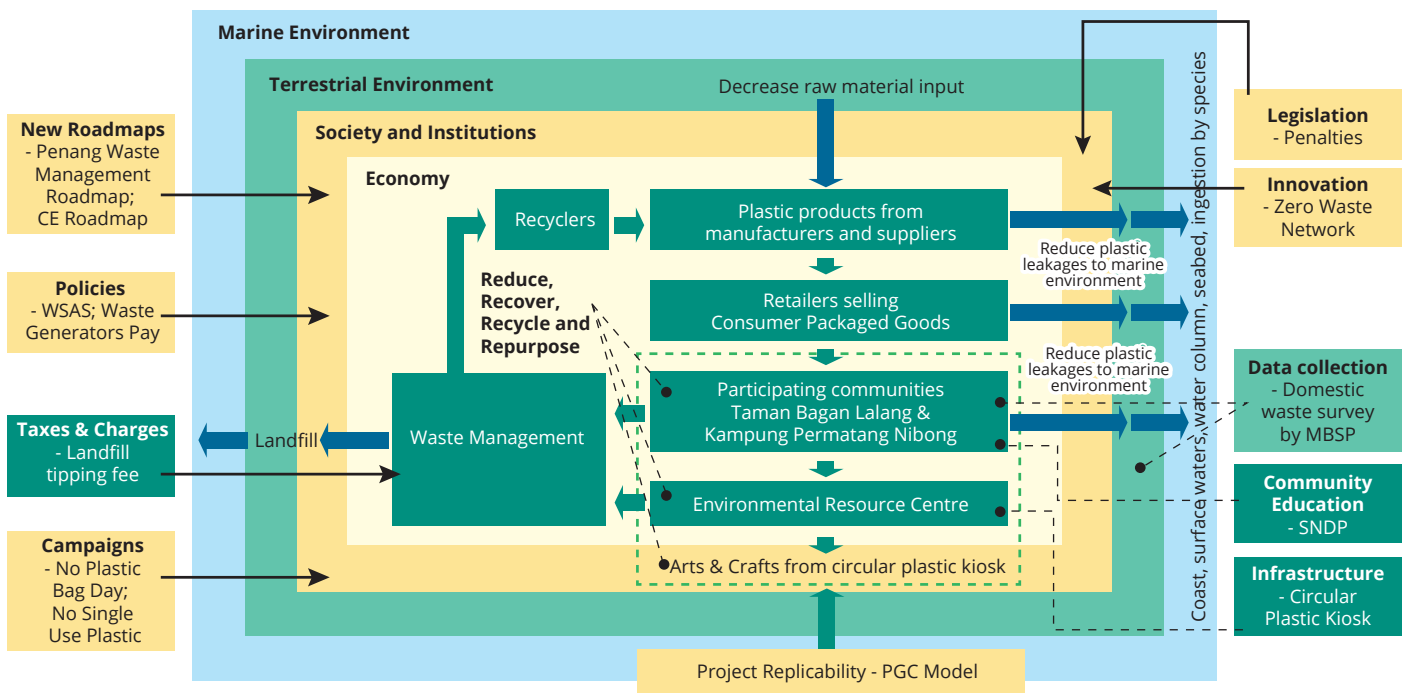 Marine Environment
Terrestrial Environment
Decrease raw material input
Society and Institutions
Economy
New Roadmaps
- Penang Waste
Management
Roadmap;
CE Roadmap
Policies
- WSAS; Waste
Generators Pay
Taxes & Charges
- Landfill
tipping fee
Campaigns
- No Plastic
Bag Day;
No Single
Use Plastic
Landfill
Recyclers
Reduce,
Recover,
Recycle and
Repurpose
Waste Management
Plastic products from
manufacturers and suppliers
Retailers selling
Consumer Packaged Goods
Participating communities
Taman Bagan Lalang &
Kampung Permatang Nibong
Environmental Resource Centre
Arts & Crafts from circular plastic kiosk
Project Replicability - PGC Model
Reduce plastic
leakages to marine
environment
Reduce plastic
leakages to marine
environment
Coast, surface waters, water column, seabed, ingestion by species
Legislation
- Penalties
Innovation
- Zero Waste
Network
Data collection
- Domestic
waste survey
by MBSP
Community
Education
- SNDP
Infrastructure
- Circular
Plastic Kiosk